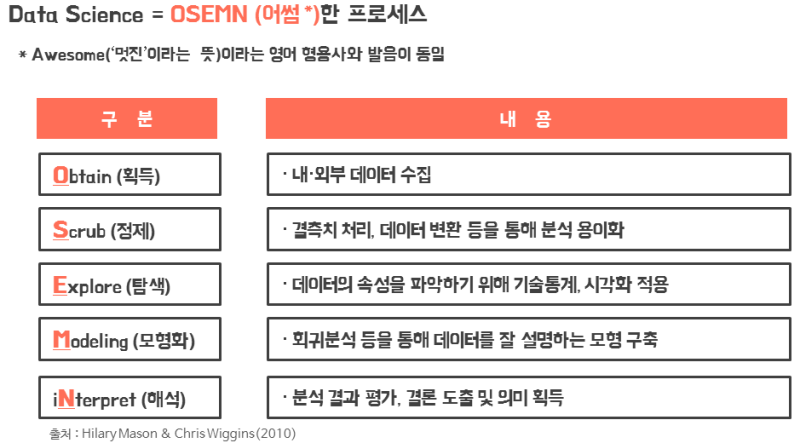 Data Science = OSEMN (어썸 *)한 프로세스
* Awesome('멋진'이라는 뜻)이라는 영어 형용사와 발음이 동일
구 분 내 용
Obtain (획득) · 내·외부 데이터 수집
Scrub (정제) · 결측치 처리, 데이터 변환 등을 통해 분석 용이화
Explore (탐색) · 데이터의 속성을 파악하기 위해 기술통계, 시각화 적용
Modeling (모형화) · 회귀분석 등을 통해 데이터를 잘 설명하는 모형 구축
iNterpret (해석) · 분석 결과 평가, 결론 도출 및 의미 획득
출처 : Hilary Mason & Chris Wiggins(2010)